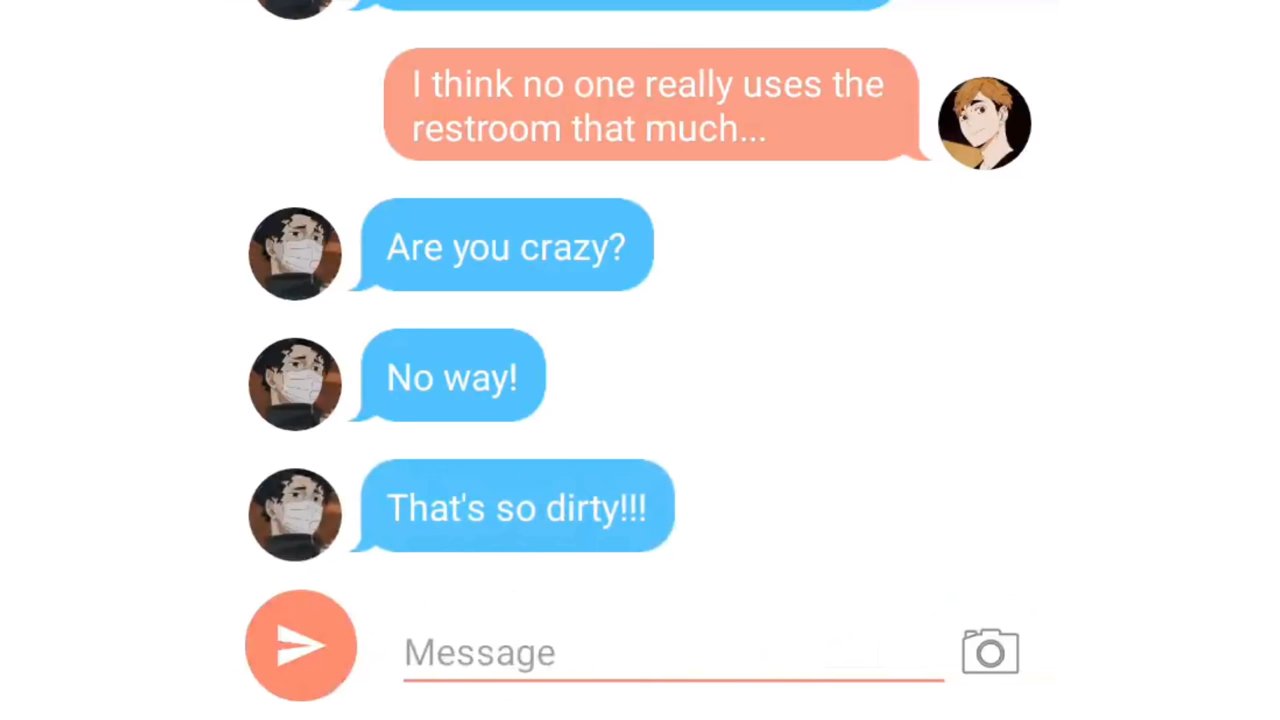 I think no one really uses the
restroom that much...
Are you crazy?
No way!
That's so dirty!!!
Message